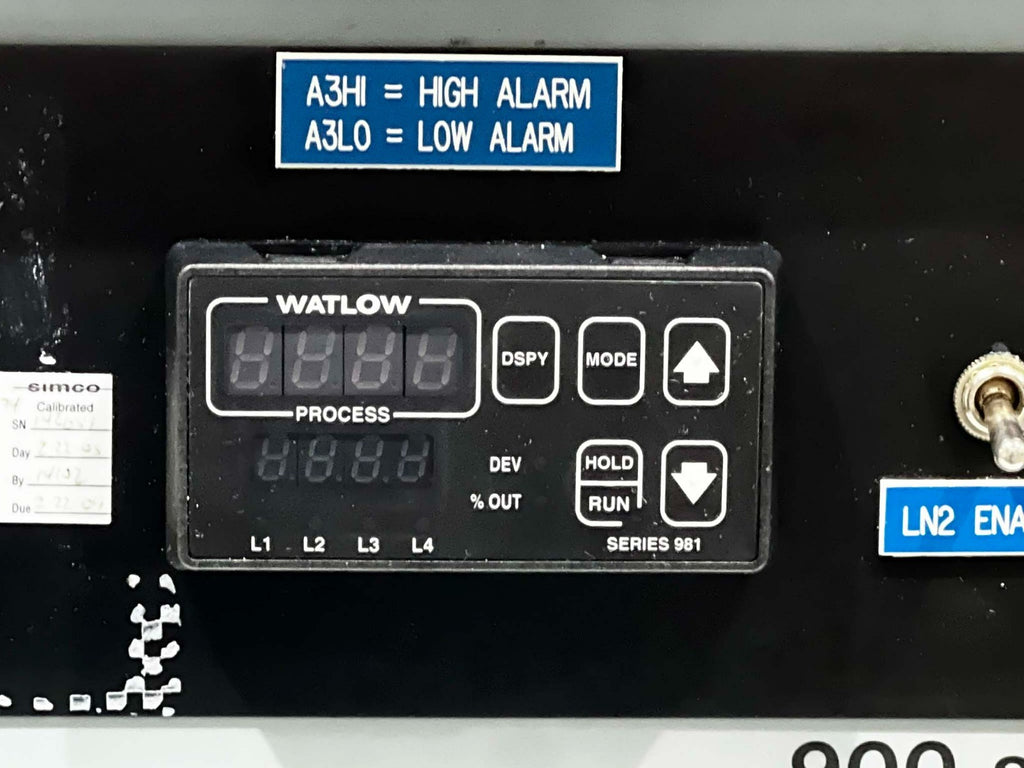 A3HI = HIGH ALARM
A3LO = LOW ALARM
WATLOW
PROCESS
DSPY
MODE
HOLD
RUN
DEV
% OUT
L1 L2 L3 L4
SERIES 981
SIMCO
Calibrated
SN
Day
By
Due
LN2 ENA